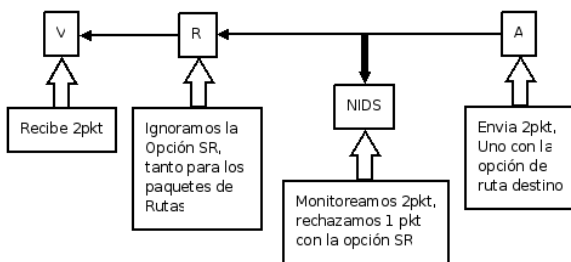 V
R
A
NIDS
Recibe 2pkt
Ignoramos la
Opción SR,
tanto para los
paquetes de
Rutas
Monitoreamos 2pkt,
rechazamos 1 pkt
con la opción SR
Envia 2pkt,
Uno con la
opción de
ruta destino